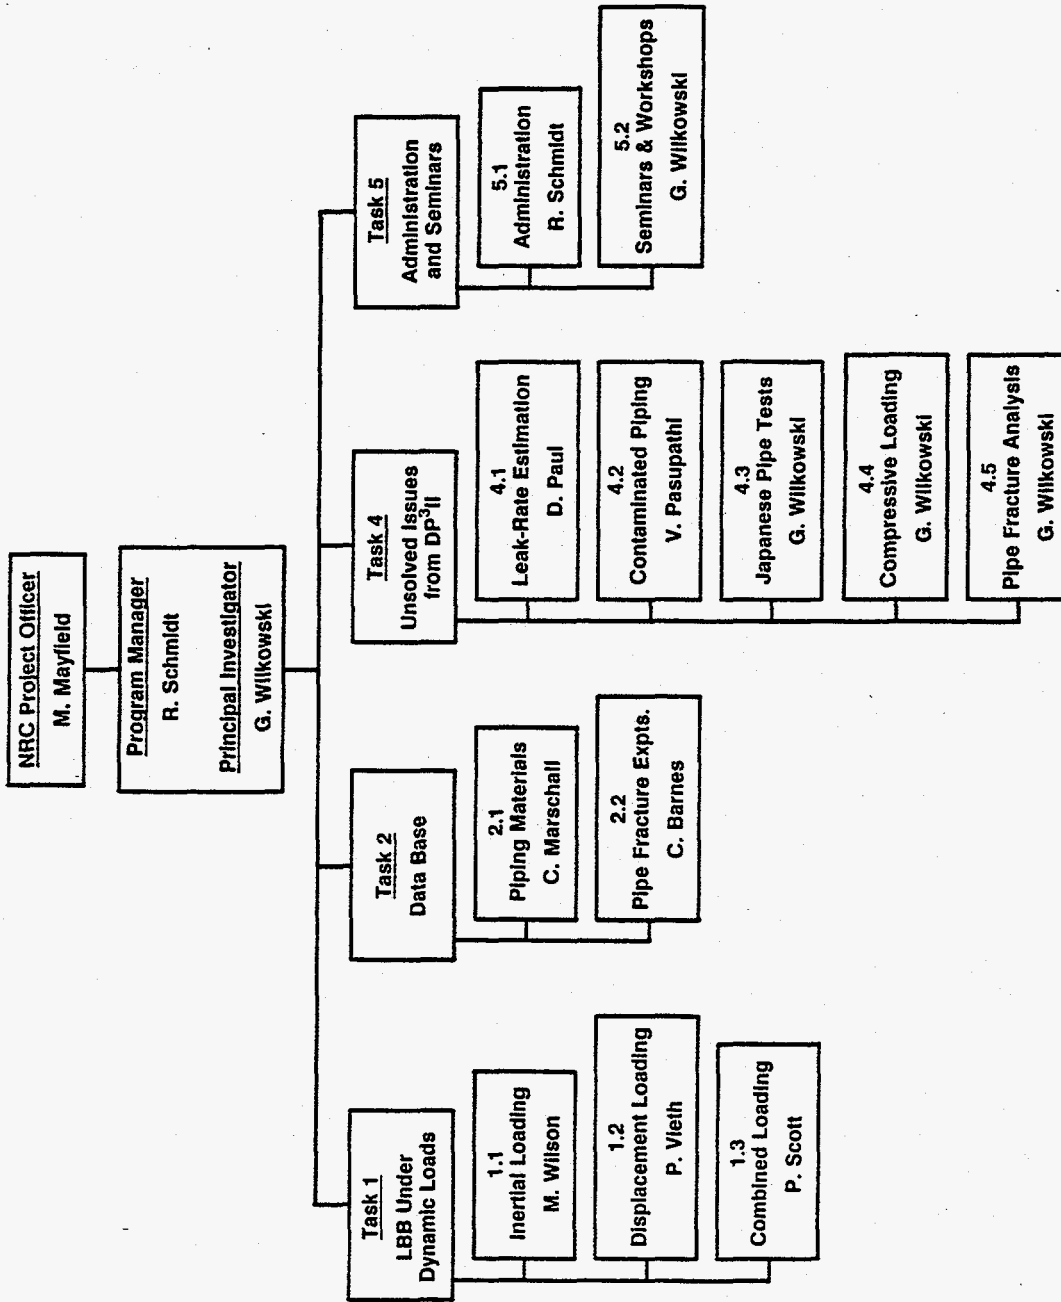 NRC Project Officer
M. Mayfield
Program Manager
R. Schmidt
Principal Investigator
G. Wilkowski
Task 1
LBB Under
Dynamic Loads
1.1
Inertial Loading
M. Wilson
1.2
Displacement Loading
P. Vieth
1.3
Combined Loading
P. Scott
Task 2
Data Base
2.1
Piping Materials
C. Marschall
2.2
Pipe Fracture Expts.
C. Barnes
Task 4
Unsolved Issues
from DP³II
4.1
Leak-Rate Estimation
D. Paul
4.2
Contaminated Piping
V. Pasupathi
4.3
Japanese Pipe Tests
G. Wilkowski
4.4
Compressive Loading
G. Wilkowski
4.5
Pipe Fracture Analysis
G. Wilkowski
Task 5
Administration
and Seminars
5.1
Administration
R. Schmidt
5.2
Seminars & Workshops
G. Wilkowski